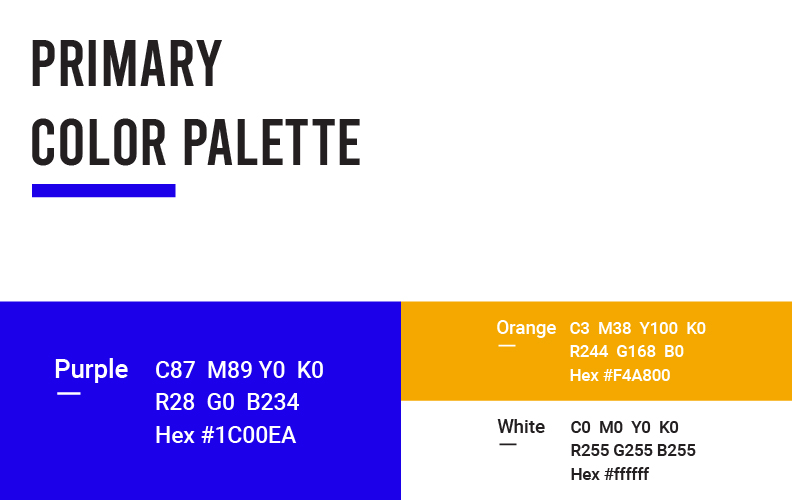 PRIMARY
COLOR PALETTE
Purple
C87 M89 Y0 K0
R28 G0 B234
Hex #1C00EA
Orange
C3 M38 Y100 K0
R244 G168 B0
Hex #F4A800
White
C0 M0 Y0 K0
R255 G255 B255
Hex #ffffff